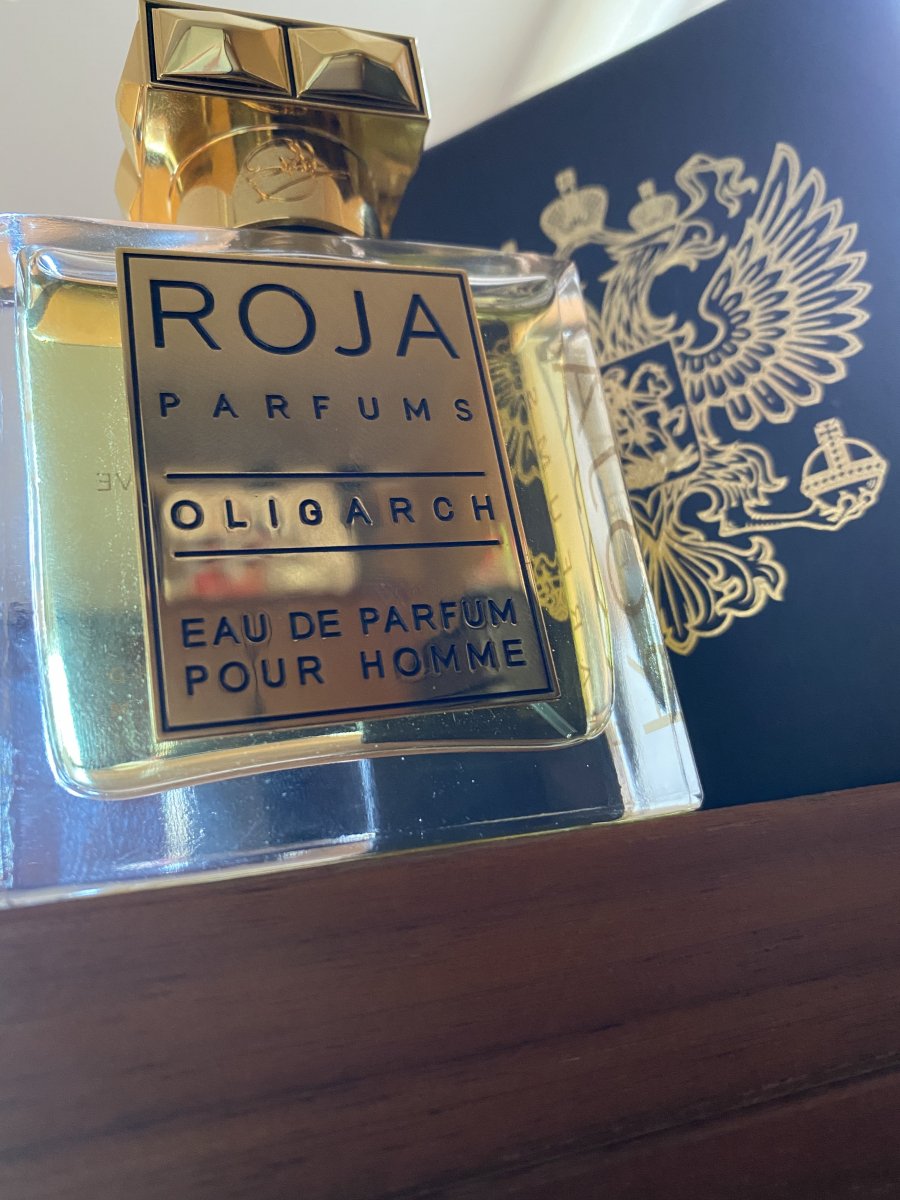 ROJA
PARFUMS
OLIGARCH
EAU DE PARFUM
POUR HOMME